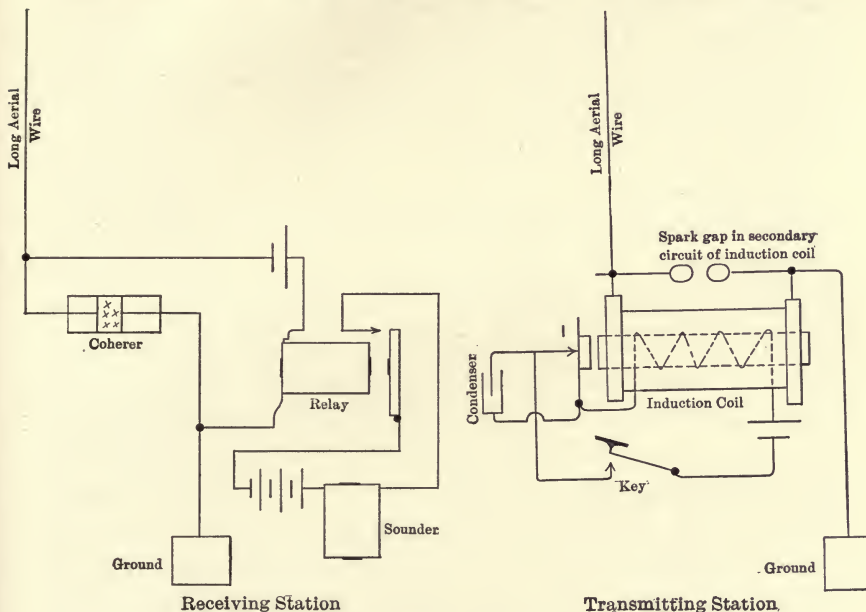 Long Aerial
Wire
Coherer
Relay
Sounder
Ground
Receiving Station
Long Aerial
Wire
Spark gap in secondary
circuit of induction coil
Condenser
Induction Coil
Key
Ground
Transmitting Station